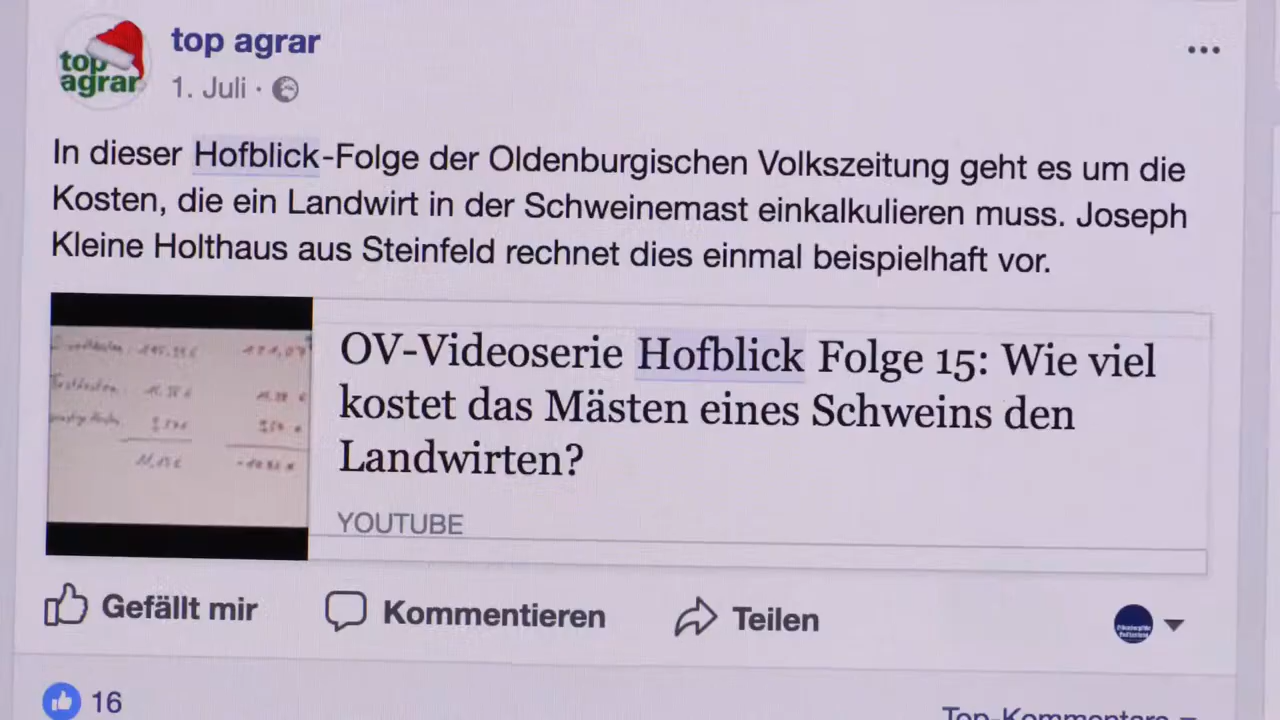 top agrar
top agrar
1. Juli ·
In dieser Hofblick-Folge der Oldenburgischen Volkszeitung geht es um die
Kosten, die ein Landwirt in der Schweinemast einkalkulieren muss. Joseph
Kleine Holthaus aus Steinfeld rechnet dies einmal beispielhaft vor.
OV-Videoserie Hofblick Folge 15: Wie viel
kostet das Mästen eines Schweins den
Landwirten?
YOUTUBE
Gefällt mir
Kommentieren
Teilen
16
Top-Kommentare